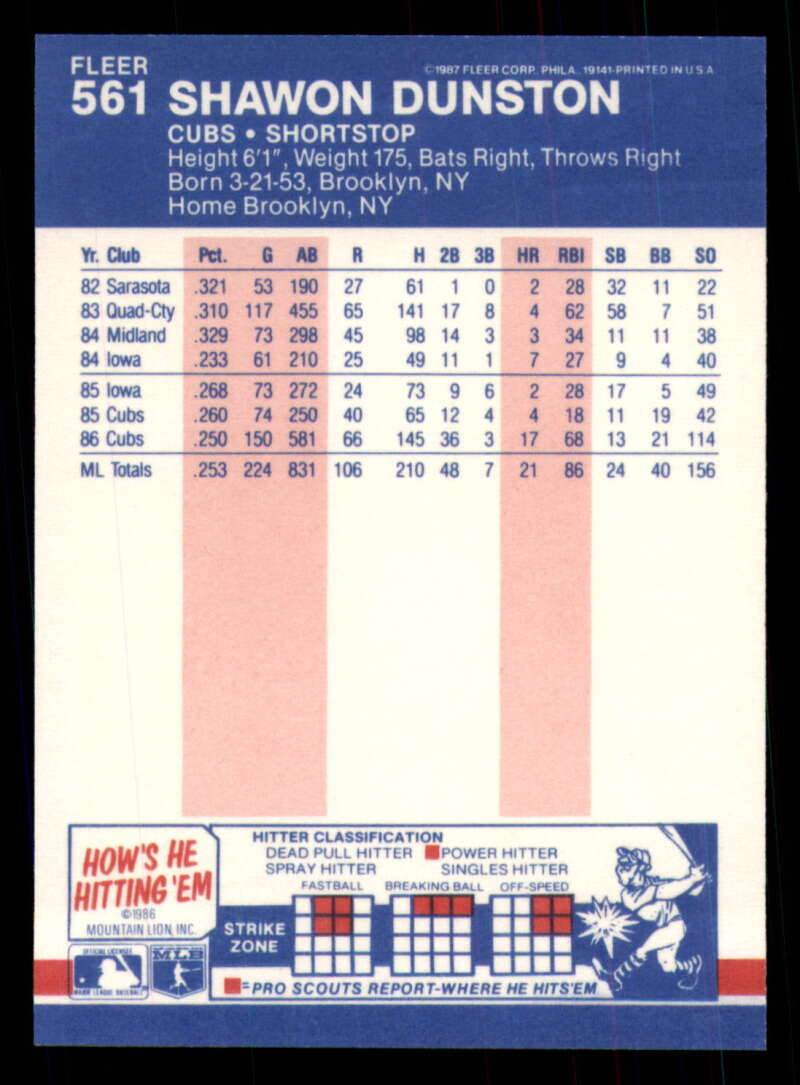 FLEER
©1987 FLEER CORP. PHILA. 19141-PRINTED IN U S A
561 SHAWON DUNSTON
CUBS • SHORTSTOP
Height 6'1", Weight 175, Bats Right, Throws Right
Born 3-21-53, Brooklyn, NY
Home Brooklyn, NY
Yr. Club Pct. G AB R H 2B 3B HR RBI SB BB SO
82 Sarasota .321 53 190 27 61 1 0 2 28 32 11 22
83 Quad-Cty .310 117 455 65 141 17 8 4 62 58 7 51
84 Midland .329 73 298 45 98 14 3 3 34 11 11 38
84 Iowa .233 61 210 25 49 11 1 7 27 9 4 40
85 Iowa .268 73 272 24 73 9 6 2 28 17 5 49
85 Cubs .260 74 250 40 65 12 4 4 18 11 19 42
86 Cubs .250 150 581 66 145 36 3 17 68 13 21 114
ML Totals .253 224 831 106 210 48 7 21 86 24 40 156
HOW'S HE
HITTING 'EM
©1986
MOUNTAIN LION, INC.
HITTER CLASSIFICATION
DEAD PULL HITTER POWER HITTER
SPRAY HITTER SINGLES HITTER
FASTBALL BREAKING BALL OFF-SPEED
STRIKE
ZONE
OFFICIAL LICENSEE
MAJOR LEAGUE BASEBALL
MLB
=PRO SCOUTS REPORT-WHERE HE HITS'EM